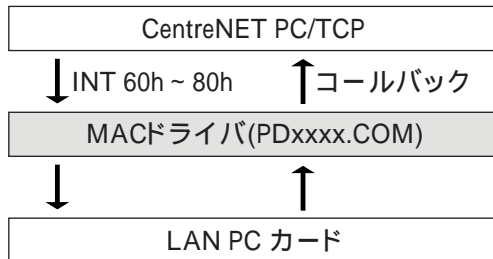 CentreNET PC/TCP
INT 60h ~ 80h
コールバック
MACドライバ(PDxxxx.COM)
LAN PC カード